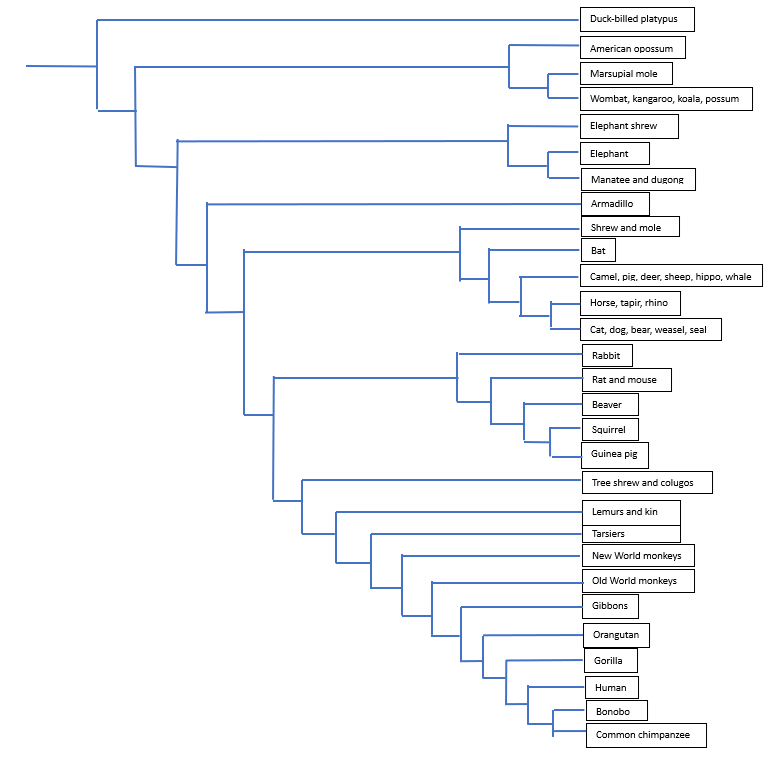 Duck-billed platypus
American opossum
Marsupial mole
Wombat, kangaroo, koala, possum
Elephant shrew
Elephant
Manatee and dugong
Armadillo
Shrew and mole
Bat
Camel, pig, deer, sheep, hippo, whale
Horse, tapir, rhino
Cat, dog, bear, weasel, seal
Rabbit
Rat and mouse
Beaver
Squirrel
Guinea pig
Tree shrew and colugos
Lemurs and kin
Tarsiers
New World monkeys
Old World monkeys
Gibbons
Orangutan
Gorilla
Human
Bonobo
Common chimpanzee